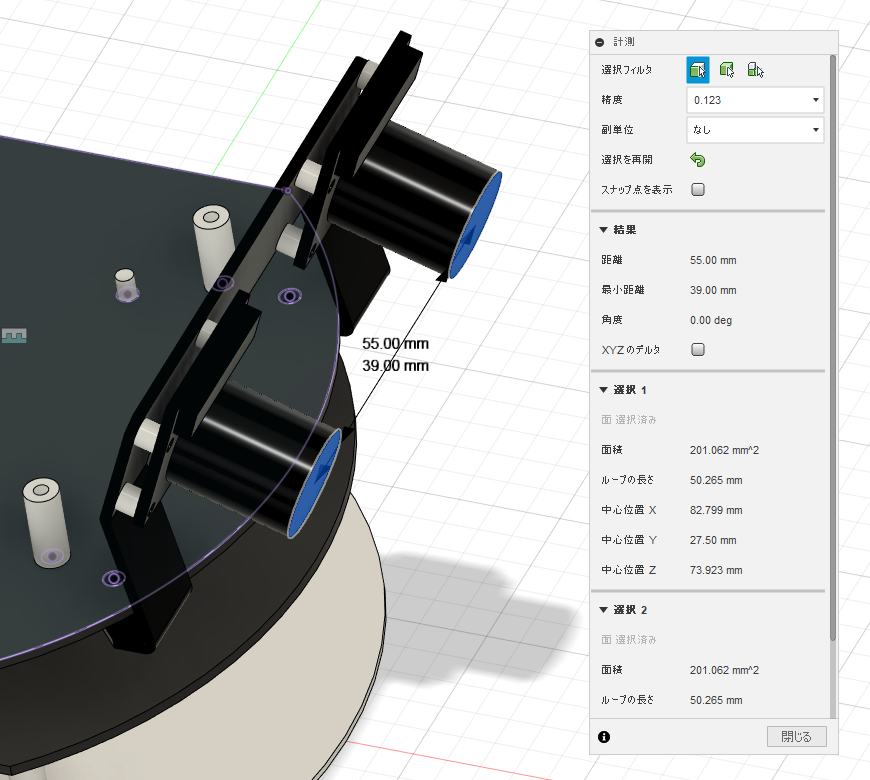 計測
選択フィルタ
精度 0.123
副単位 なし
選択を再開
スナップ点を表示
結果
距離 55.00 mm
最小距離 39.00 mm
角度 0.00 deg
XYZ のデルタ
選択 1
面 選択済み
面積 201.062 mm^2
ループの長さ 50.265 mm
中心位置 X 82.799 mm
中心位置 Y 27.50 mm
中心位置 Z 73.923 mm
選択 2
面 選択済み
面積 201.062 mm^2
ループの長さ 50.265 mm
閉じる
55.00 mm
39.00 mm